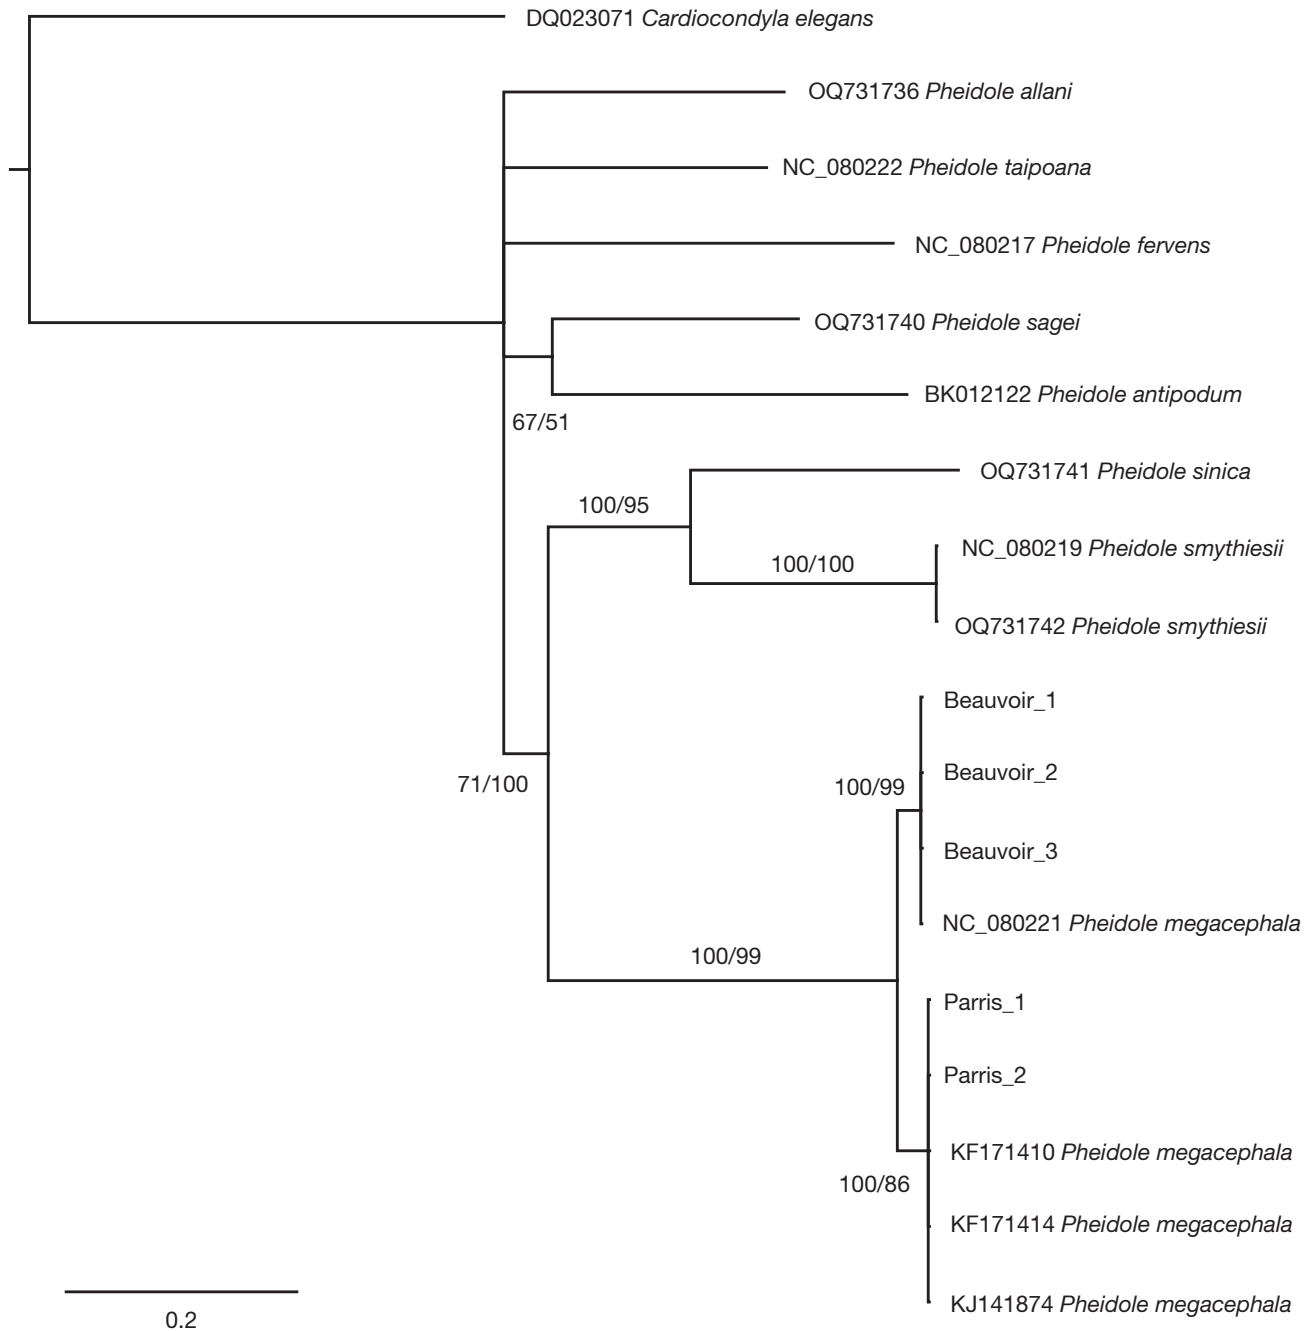 DQ023071 Cardiocondyla elegans
OQ731736 Pheidole allani
NC_080222 Pheidole taipoana
NC_080217 Pheidole fervens
OQ731740 Pheidole sagei
BK012122 Pheidole antipodum
67/51
OQ731741 Pheidole sinica
100/95
NC_080219 Pheidole smythiesii
100/100
OQ731742 Pheidole smythiesii
Beauvoir_1
Beauvoir_2
71/100
100/99
Beauvoir_3
NC_080221 Pheidole megacephala
100/99
Parris_1
Parris_2
KF171410 Pheidole megacephala
100/86
KF171414 Pheidole megacephala
KJ141874 Pheidole megacephala
0.2